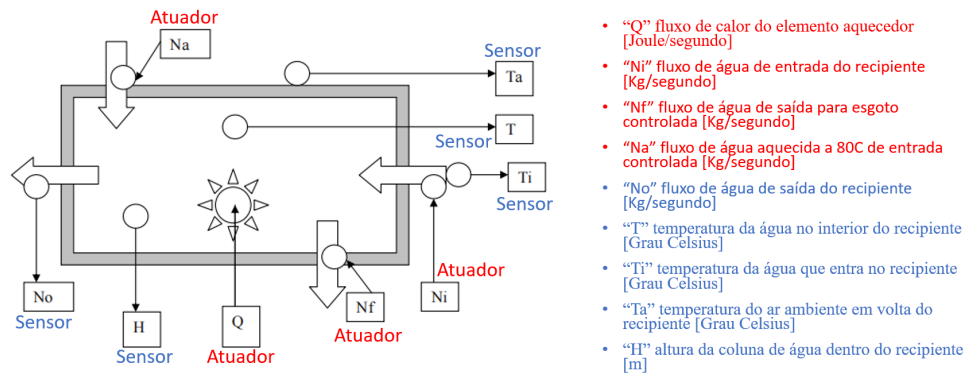 Atuador
Na
Sensor
Ta
T
Sensor
Ti
Sensor
No
Sensor
H
Sensor
Q
Atuador
Nf
Atuador
Atuador
Ni
• “Q” fluxo de calor do elemento aquecedor
[Joule/segundo]
• “Ni” fluxo de água de entrada do recipiente
[Kg/segundo]
• “Nf” fluxo de água de saída para esgoto
controlada [Kg/segundo]
• “Na” fluxo de água aquecida a 80C de entrada
controlada [Kg/segundo]
• “No” fluxo de água de saída do recipiente
[Kg/segundo]
• “T” temperatura da água no interior do recipiente
[Grau Celsius]
• “Ti” temperatura da água que entra no recipiente
[Grau Celsius]
• “Ta” temperatura do ar ambiente em volta do
recipiente [Grau Celsius]
• “H” altura da coluna de água dentro do recipiente
[m]